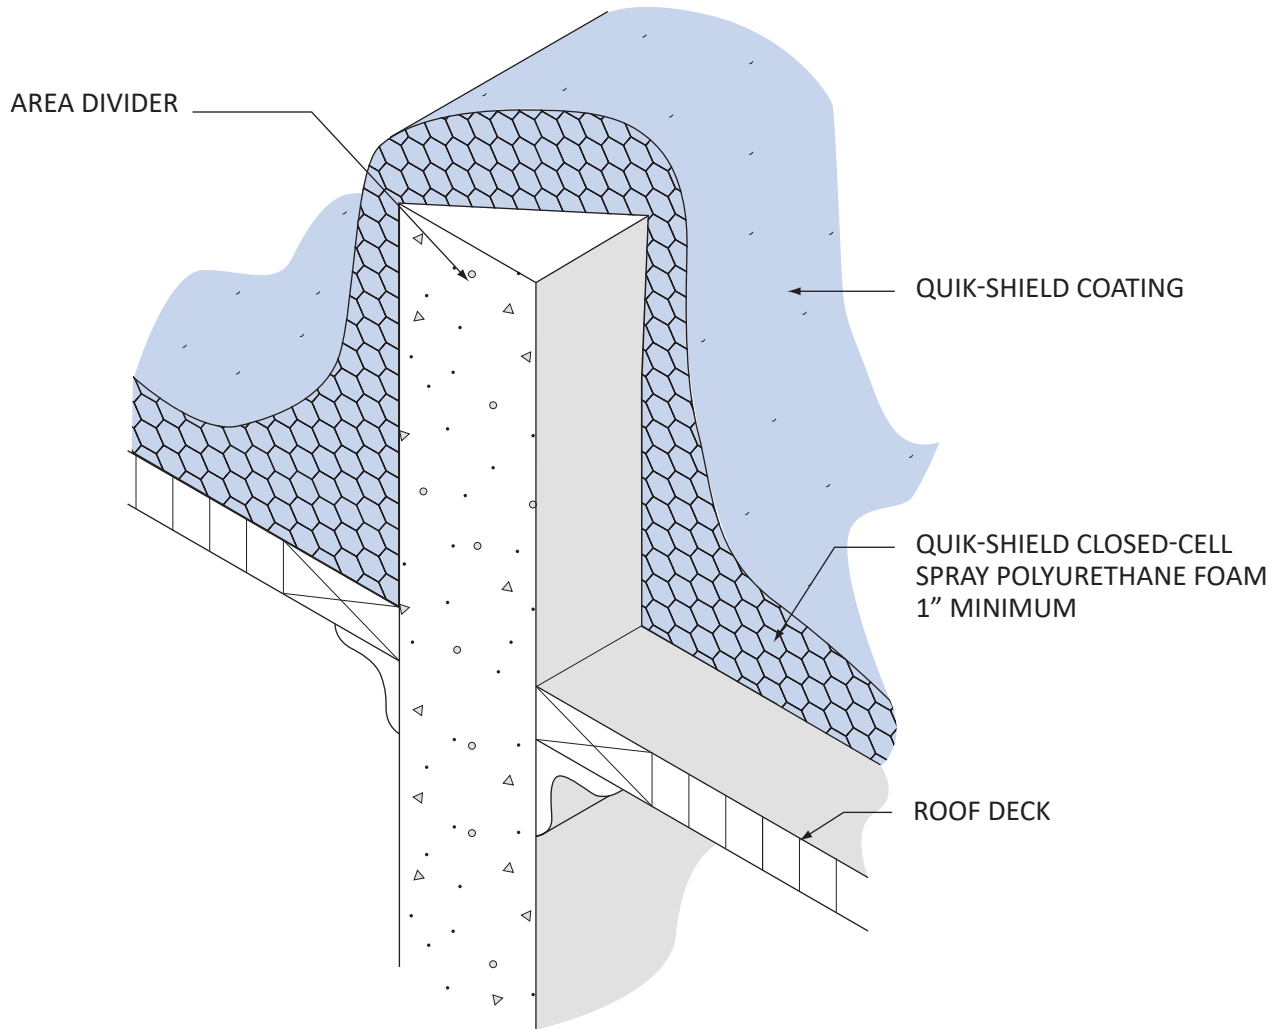 AREA DIVIDER
QUIK-SHIELD COATING
QUIK-SHIELD CLOSED-CELL
SPRAY POLYURETHANE FOAM
1” MINIMUM
ROOF DECK